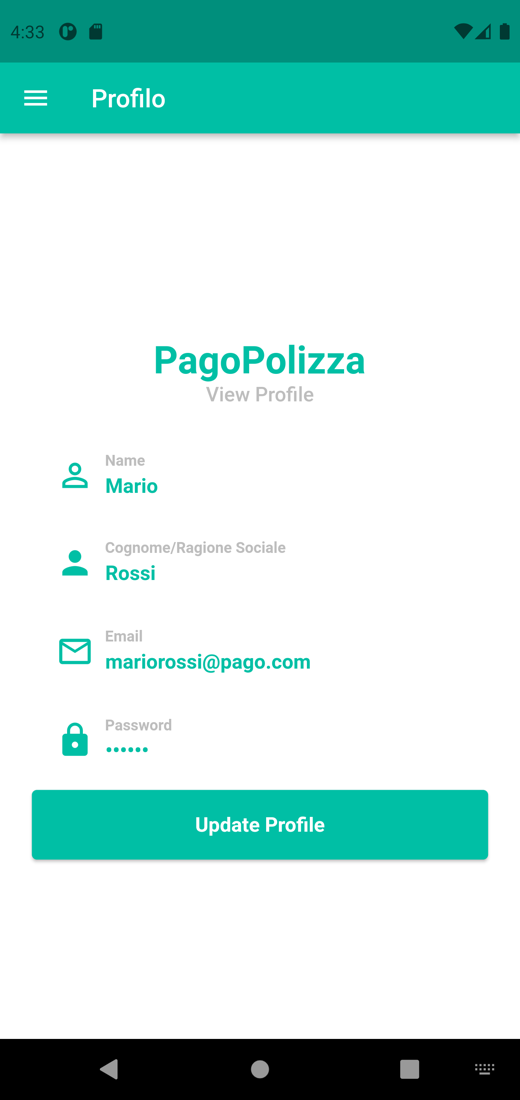 4:33
Profilo
PagoPolizza
View Profile
Name
Mario
Cognome/Ragione Sociale
Rossi
Email
mariorossi@pago.com
Password
••••••
Update Profile